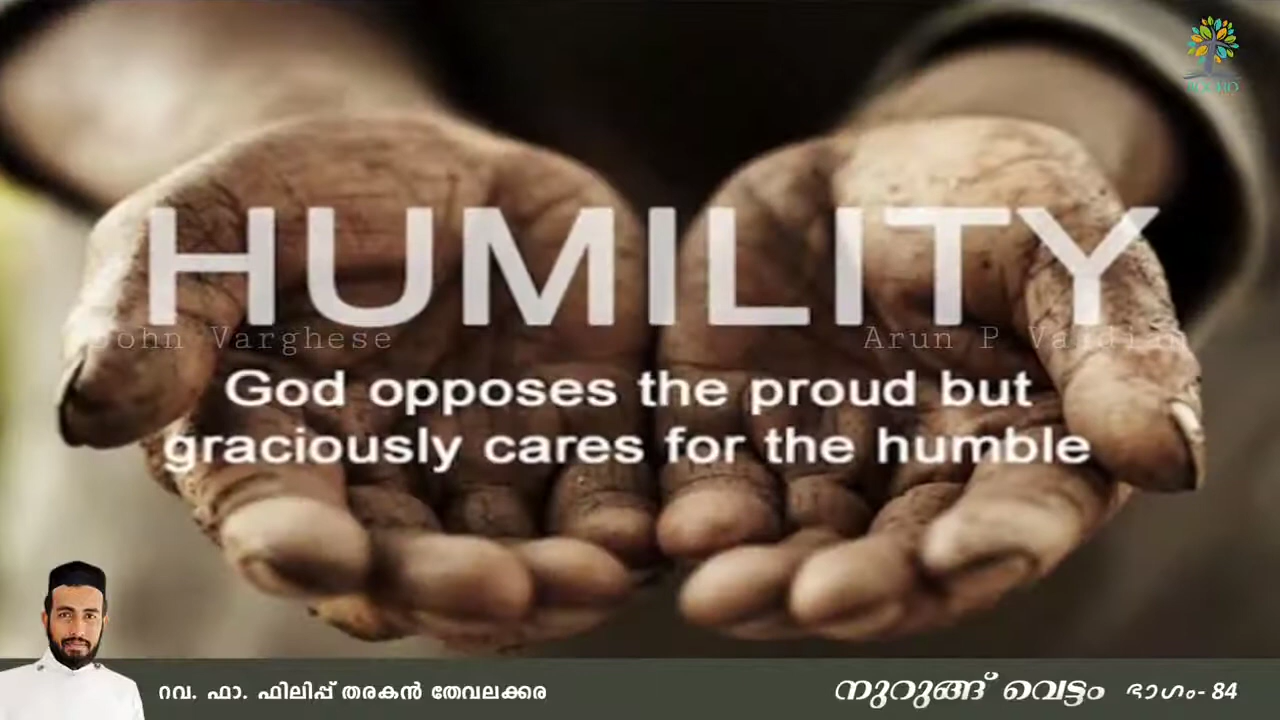 HUMILITY
John Varghese
Arun P
God opposes the proud but
graciously cares for the humble
റവ. ഫാ. ഫിലിപ്പ് തരകൻ തേവലക്കര
നുറുങ്ങ് വെട്ടം ഭാഗം- 84